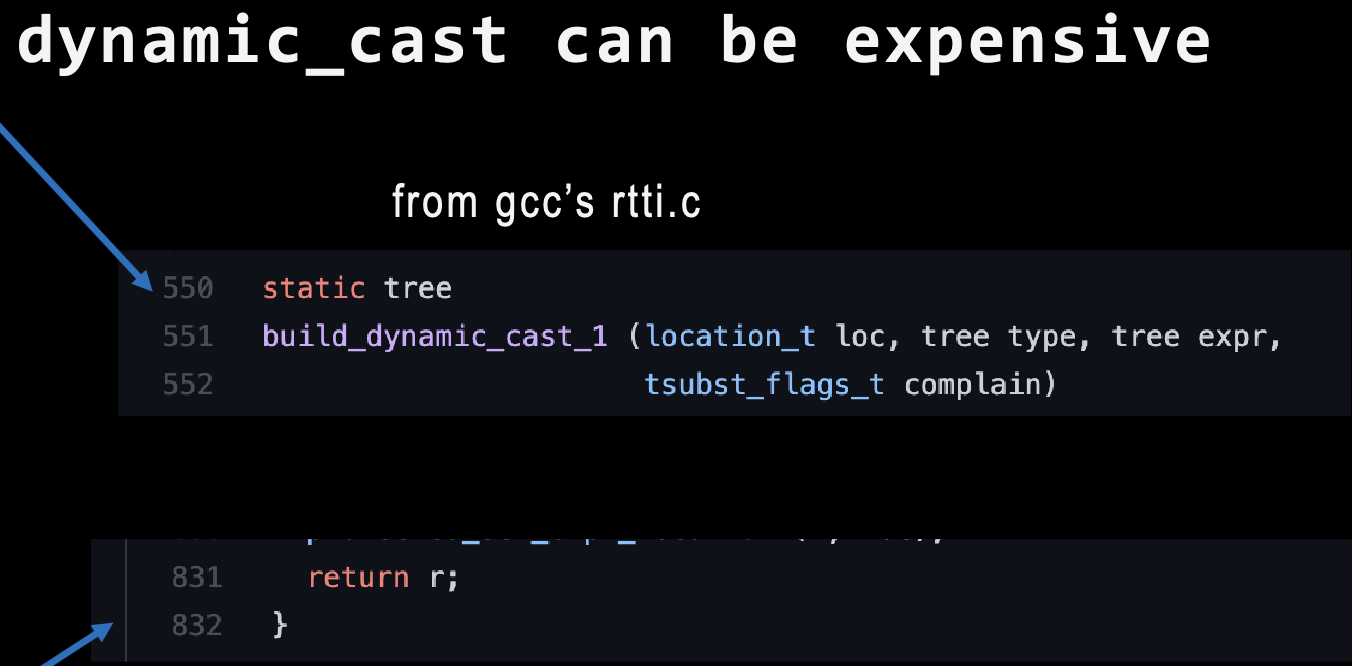 dynamic_cast can be expensive
from gcc’s rtti.c
550 static tree
551 build_dynamic_cast_1 (location_t loc, tree type, tree expr,
552 tsubst_flags_t complain)
831 return r;
832 }